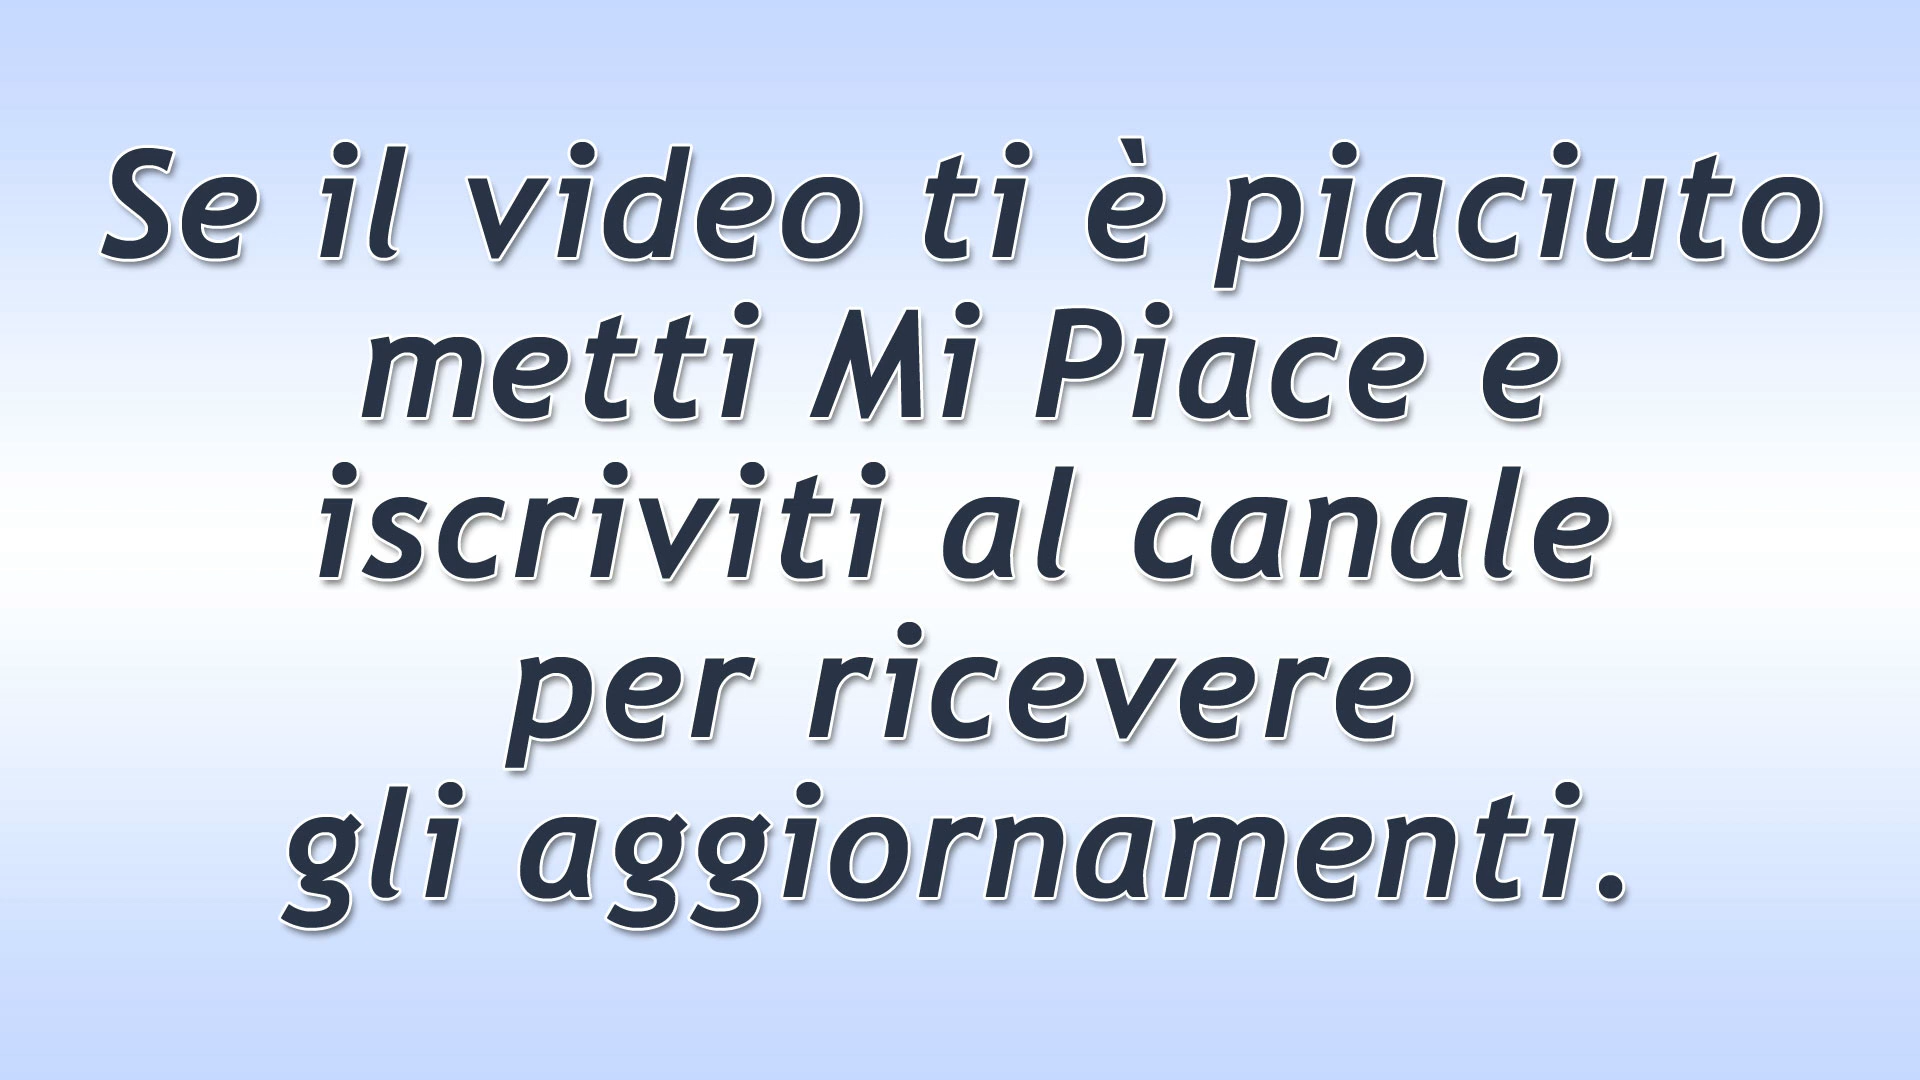 Se il video ti è piaciuto
metti Mi Piace e
iscriviti al canale
per ricevere
gli aggiornamenti.